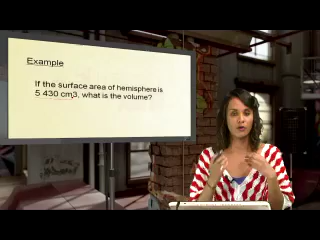 Example
If the surface area of hemisphere is
5 430 cm3, what is the volume?